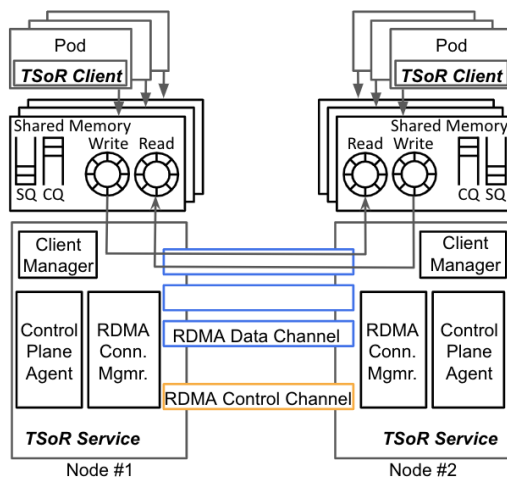 Pod
TSoR Client
Shared Memory
Write Read
SQ CQ
Client
Manager
Control
Plane
Agent
RDMA
Conn.
Mgmr.
TSoR Service
Node #1
RDMA Data Channel
RDMA Control Channel
Pod
TSoR Client
Shared Memory
Read Write
CQ SQ
Client
Manager
RDMA
Conn.
Mgmr.
Control
Plane
Agent
TSoR Service
Node #2